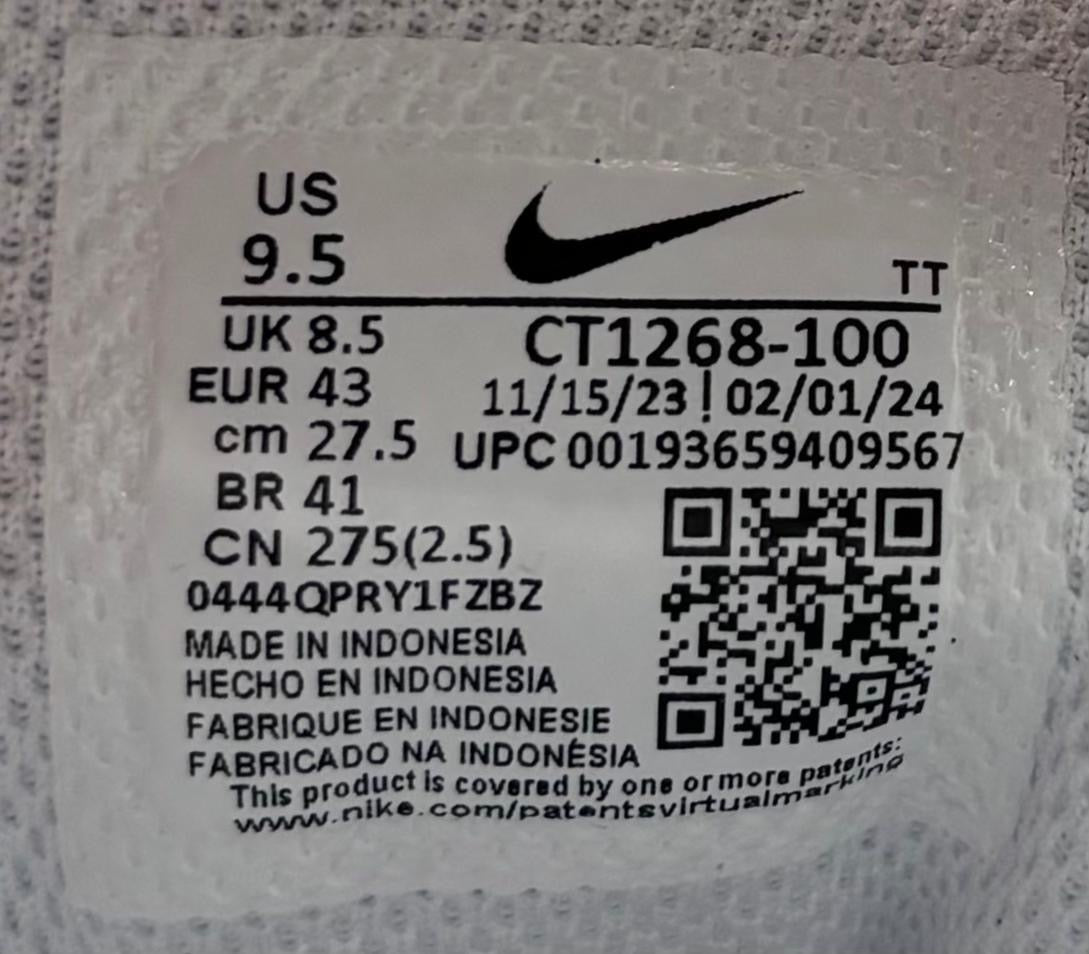 US
9.5
TT
UK 8.5
CT1268-100
EUR 43
11/15/23 | 02/01/24
cm 27.5
UPC 001936594​09567
BR 41
CN 275(2.5)
0444QPRY1FZBZ
MADE IN INDONESIA
HECHO EN INDONESIA
FABRIQUE EN INDONESIE
FABRICADO NA INDONÉSIA
This product is covered by one or more patents:
www.nike.com/patentsvirtualmarking